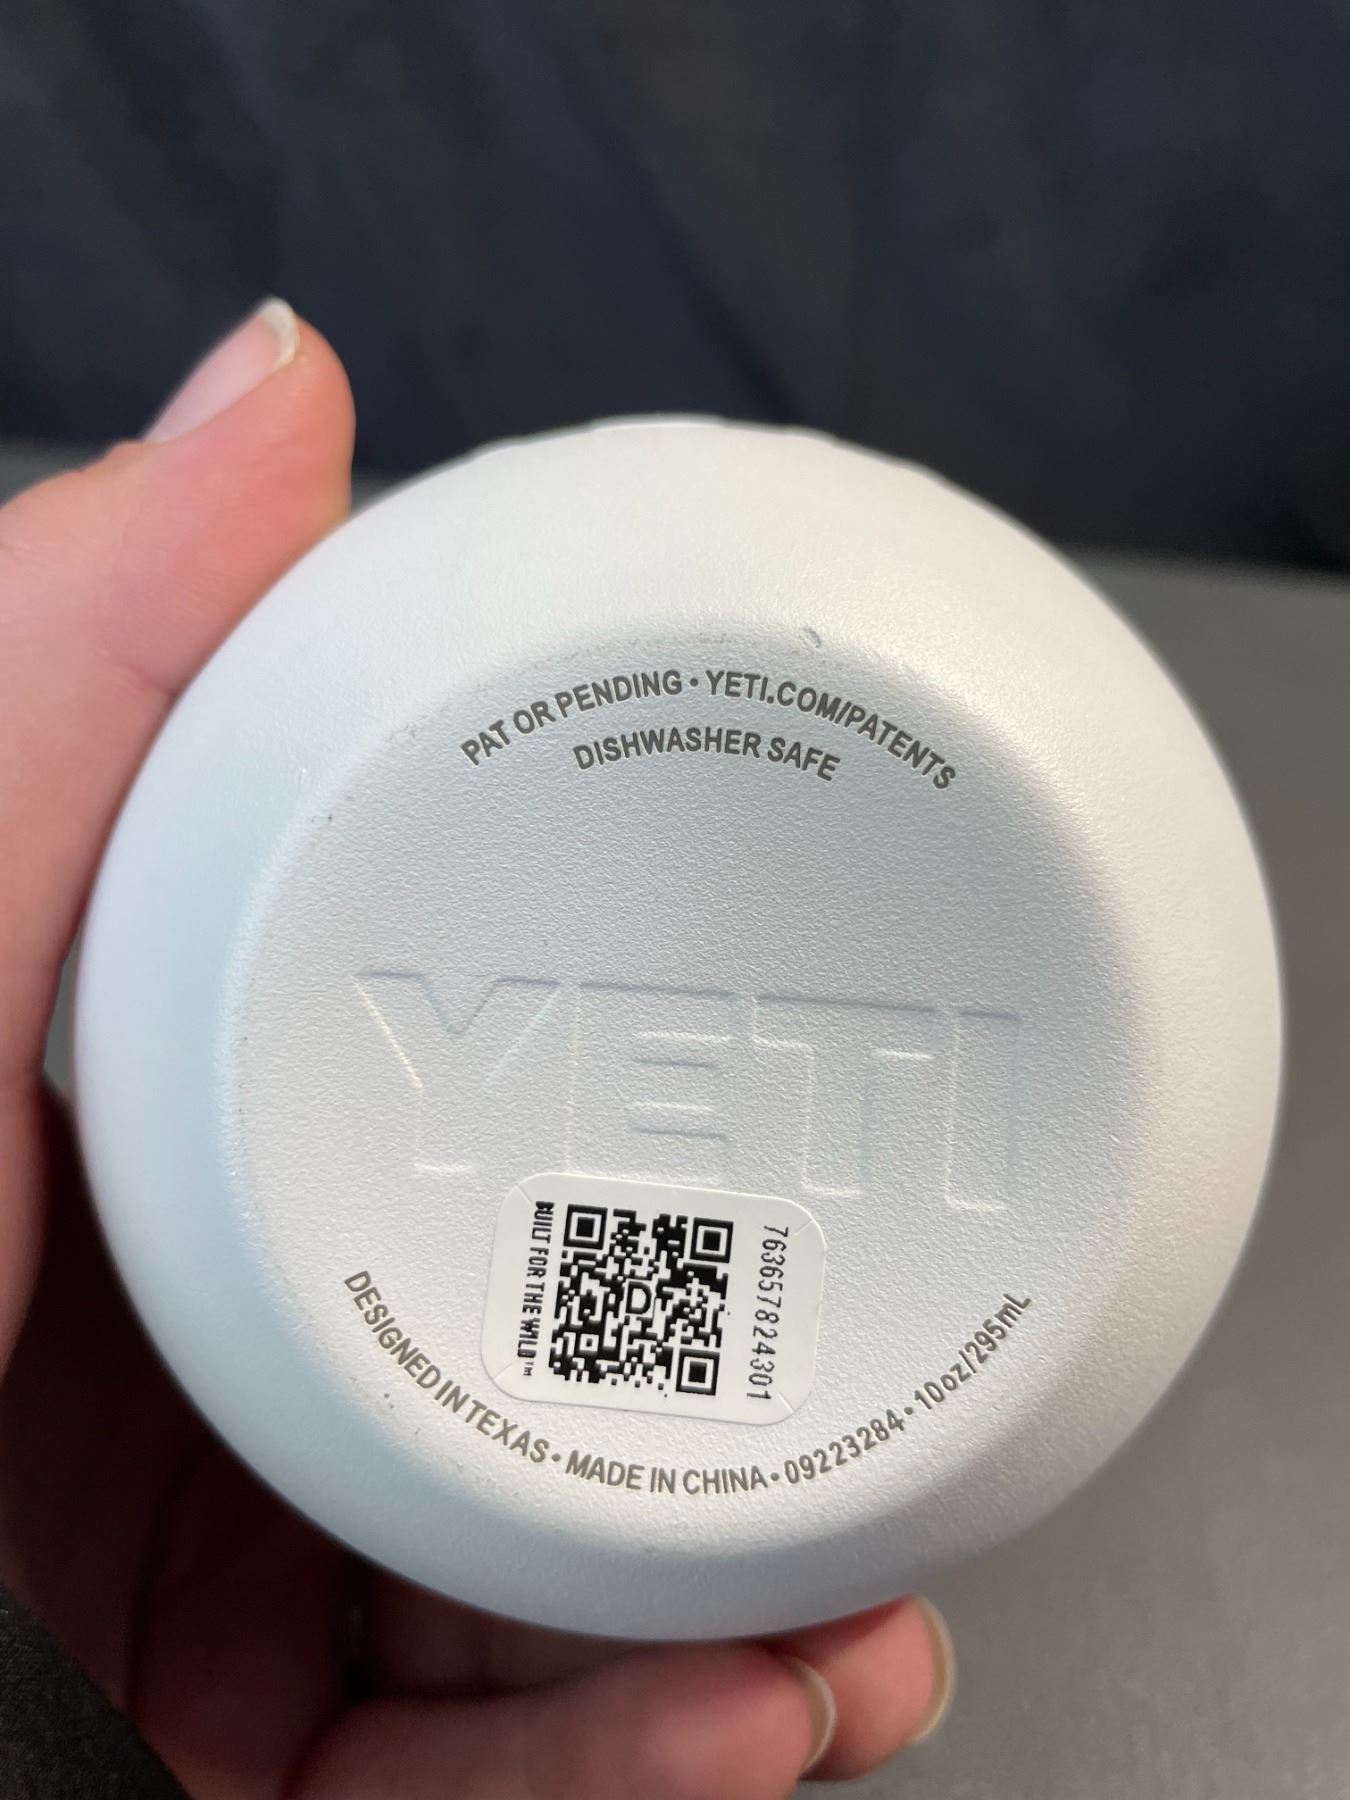 PAT OR PENDING • YETI.COM/PATENTS
DISHWASHER SAFE
YETI
BUILT FOR THE WILD™
D
763657824301
DESIGNED IN TEXAS • MADE IN CHINA • 09223284 • 10oz/295mL